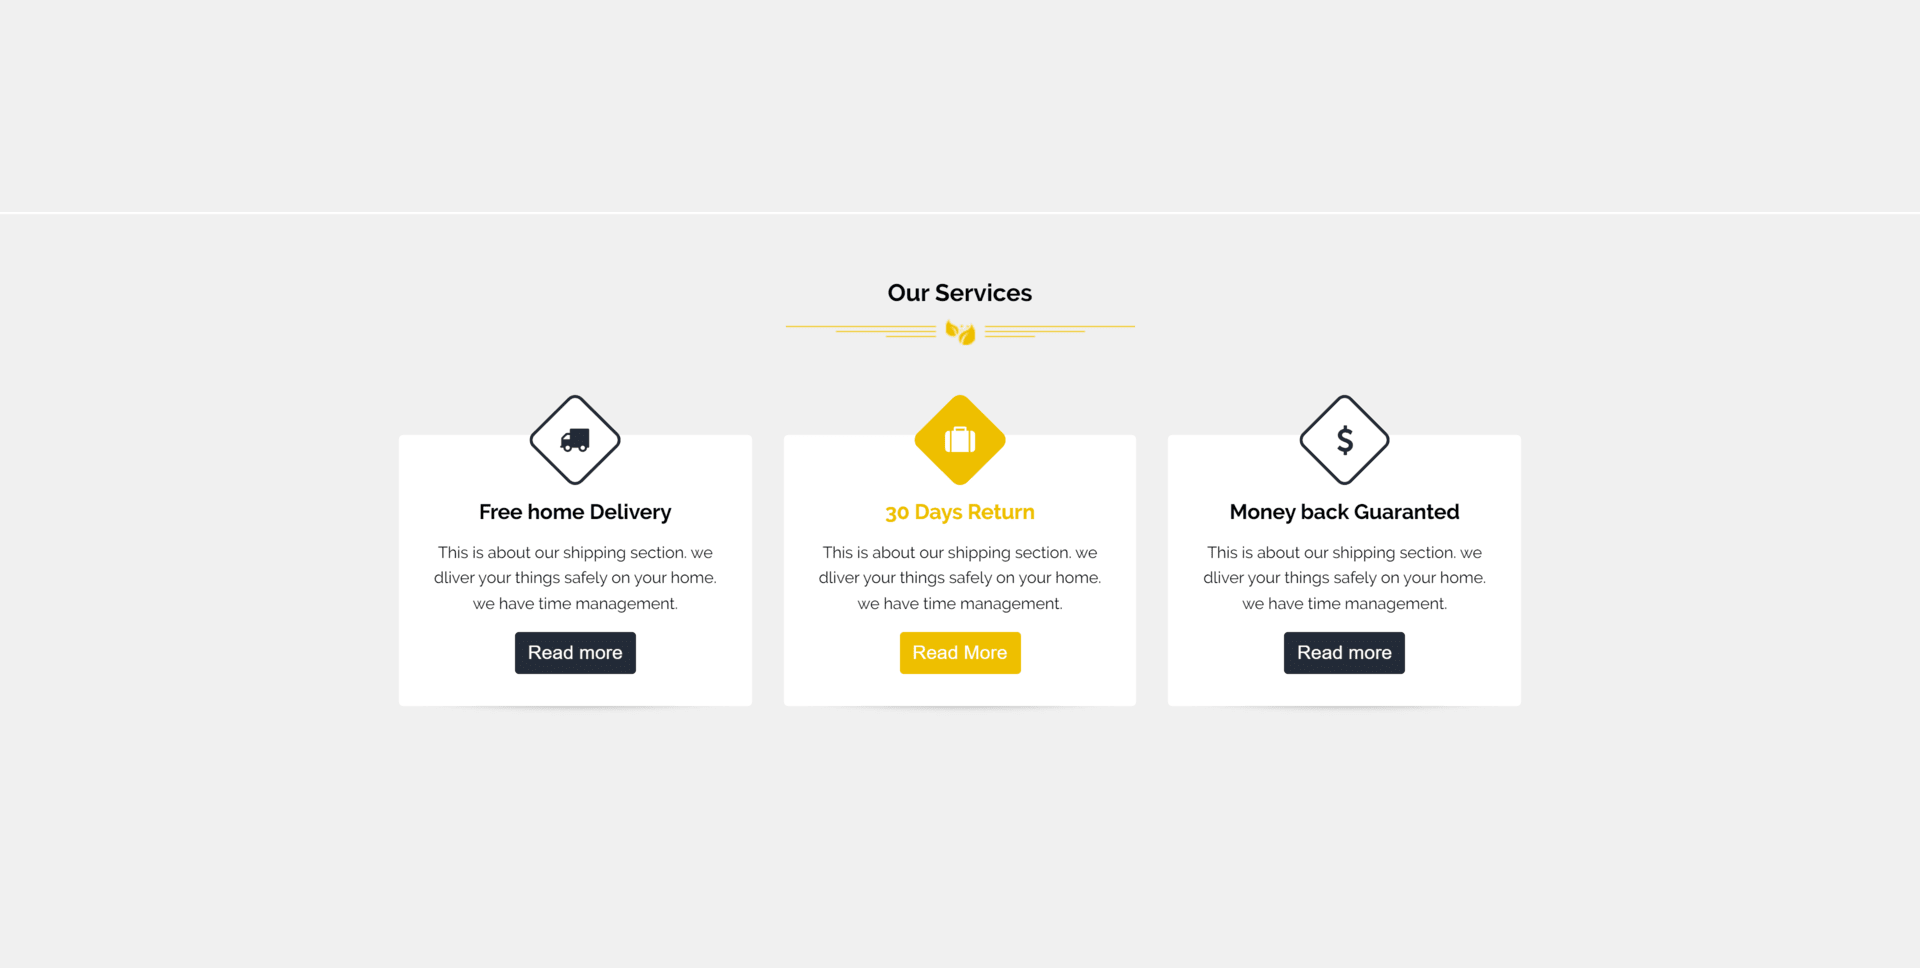 Our Services
Free home Delivery
This is about our shipping section. we
dliver your things safely on your home.
we have time management.
Read more
30 Days Return
This is about our shipping section. we
dliver your things safely on your home.
we have time management.
Read More
$
Money back Guaranted
This is about our shipping section. we
dliver your things safely on your home.
we have time management.
Read more